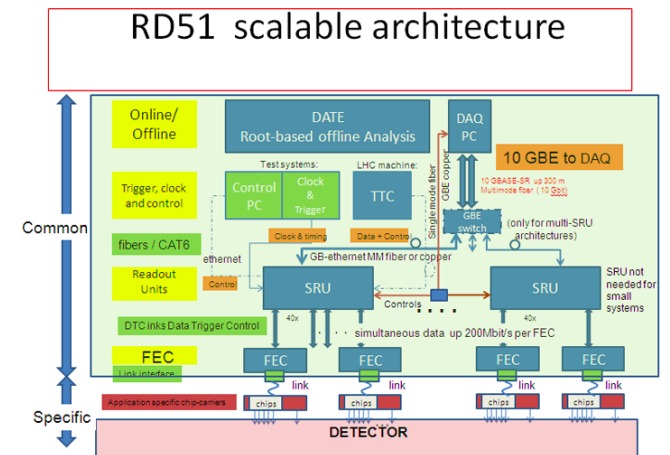 RD51 scalable architecture
Online/
Offline
DATE
Root-based offline Analysis
DAQ
PC
10 GBE to DAQ
Test systems:
LHC machine:
Trigger, clock
and control
Control
PC
Clock
&
Trigger
TTC
Single mode fiber
GBE copper
10 GBASE-SR up 300 m
Multimode fiber ( 10 Gbit)
Common
GBE
switch
(only for multi-SRU
architectures)
fibers / CAT6
Clock & timing
Data + Control
ethernet
GB-ethernet MM fiber or copper
Control
Readout
Units
SRU
Controls
SRU
SRU not
needed for
small
systems
40x
40x
DTC inks Data Trigger Control
simultaneous data up 200Mbit/s per FEC
FEC
FEC
FEC
FEC
FEC
Link interface
link
link
link
link
Specific
Application specific chip-carriers
chips
chips
chips
chips
DETECTOR